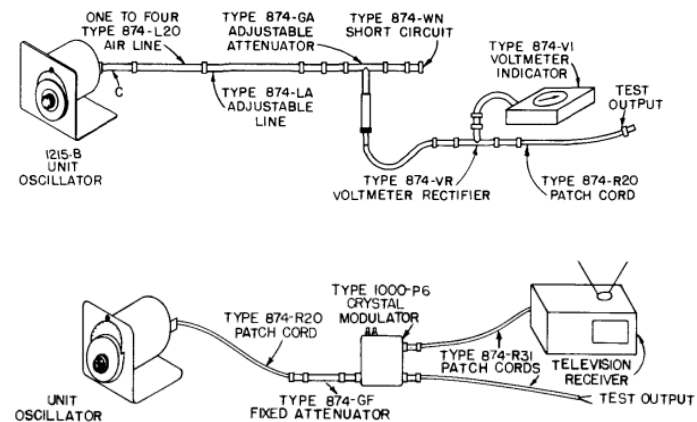 ONE TO FOUR
TYPE 874-L20
AIR LINE
TYPE 874-GA
ADJUSTABLE
ATTENUATOR
TYPE 874-WN
SHORT CIRCUIT
TYPE 874-VI
VOLTMETER
INDICATOR
TEST
OUTPUT
C
TYPE 874-LA
ADJUSTABLE
LINE
1215-B
UNIT
OSCILLATOR
TYPE 874-VR
VOLTMETER RECTIFIER
TYPE 874-R20
PATCH CORD
TYPE 1000-P6
CRYSTAL
MODULATOR
TYPE 874-R20
PATCH CORD
TYPE 874-R31
PATCH CORDS
TELEVISION
RECEIVER
UNIT
OSCILLATOR
TYPE 874-GF
FIXED ATTENUATOR
TEST OUTPUT